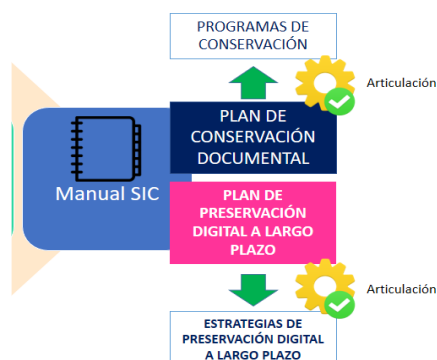 PROGRAMAS DE
CONSERVACIÓN
Articulación
PLAN DE
CONSERVACIÓN
DOCUMENTAL
Manual SIC
PLAN DE
PRESERVACIÓN
DIGITAL A LARGO
PLAZO
Articulación
ESTRATEGIAS DE
PRESERVACIÓN DIGITAL
A LARGO PLAZO